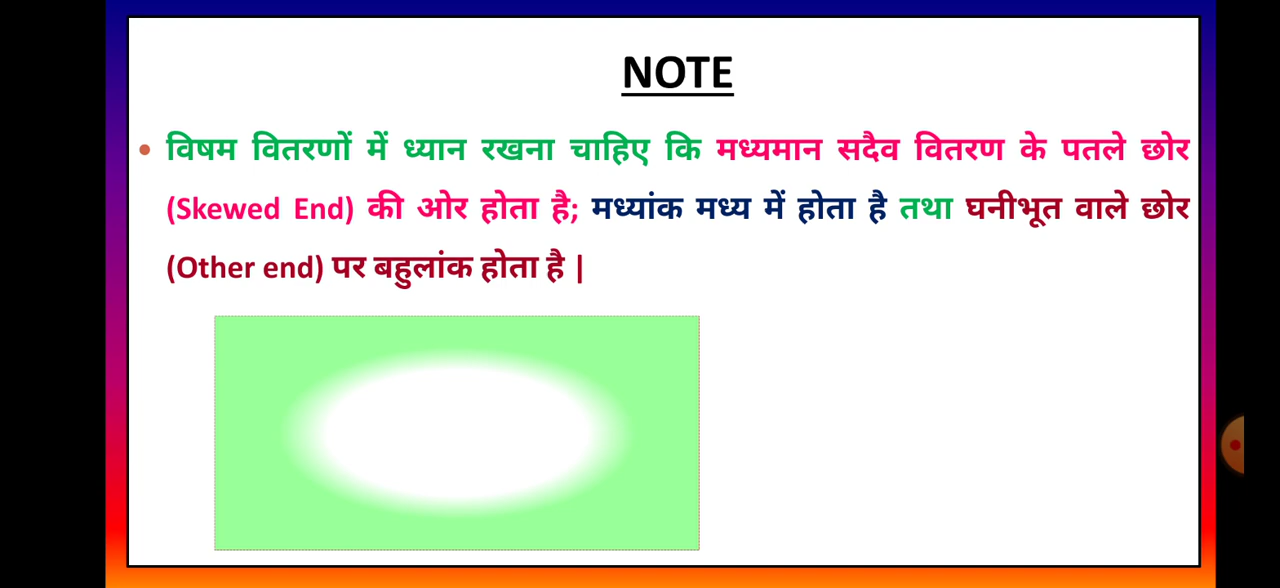 NOTE
• विषम वितरणों में ध्यान रखना चाहिए कि मध्यमान सदैव वितरण के पतले छोर
(Skewed End) की ओर होता है; मध्यांक मध्य में होता है तथा घनीभूत वाले छोर
(Other end) पर बहुलांक होता है |